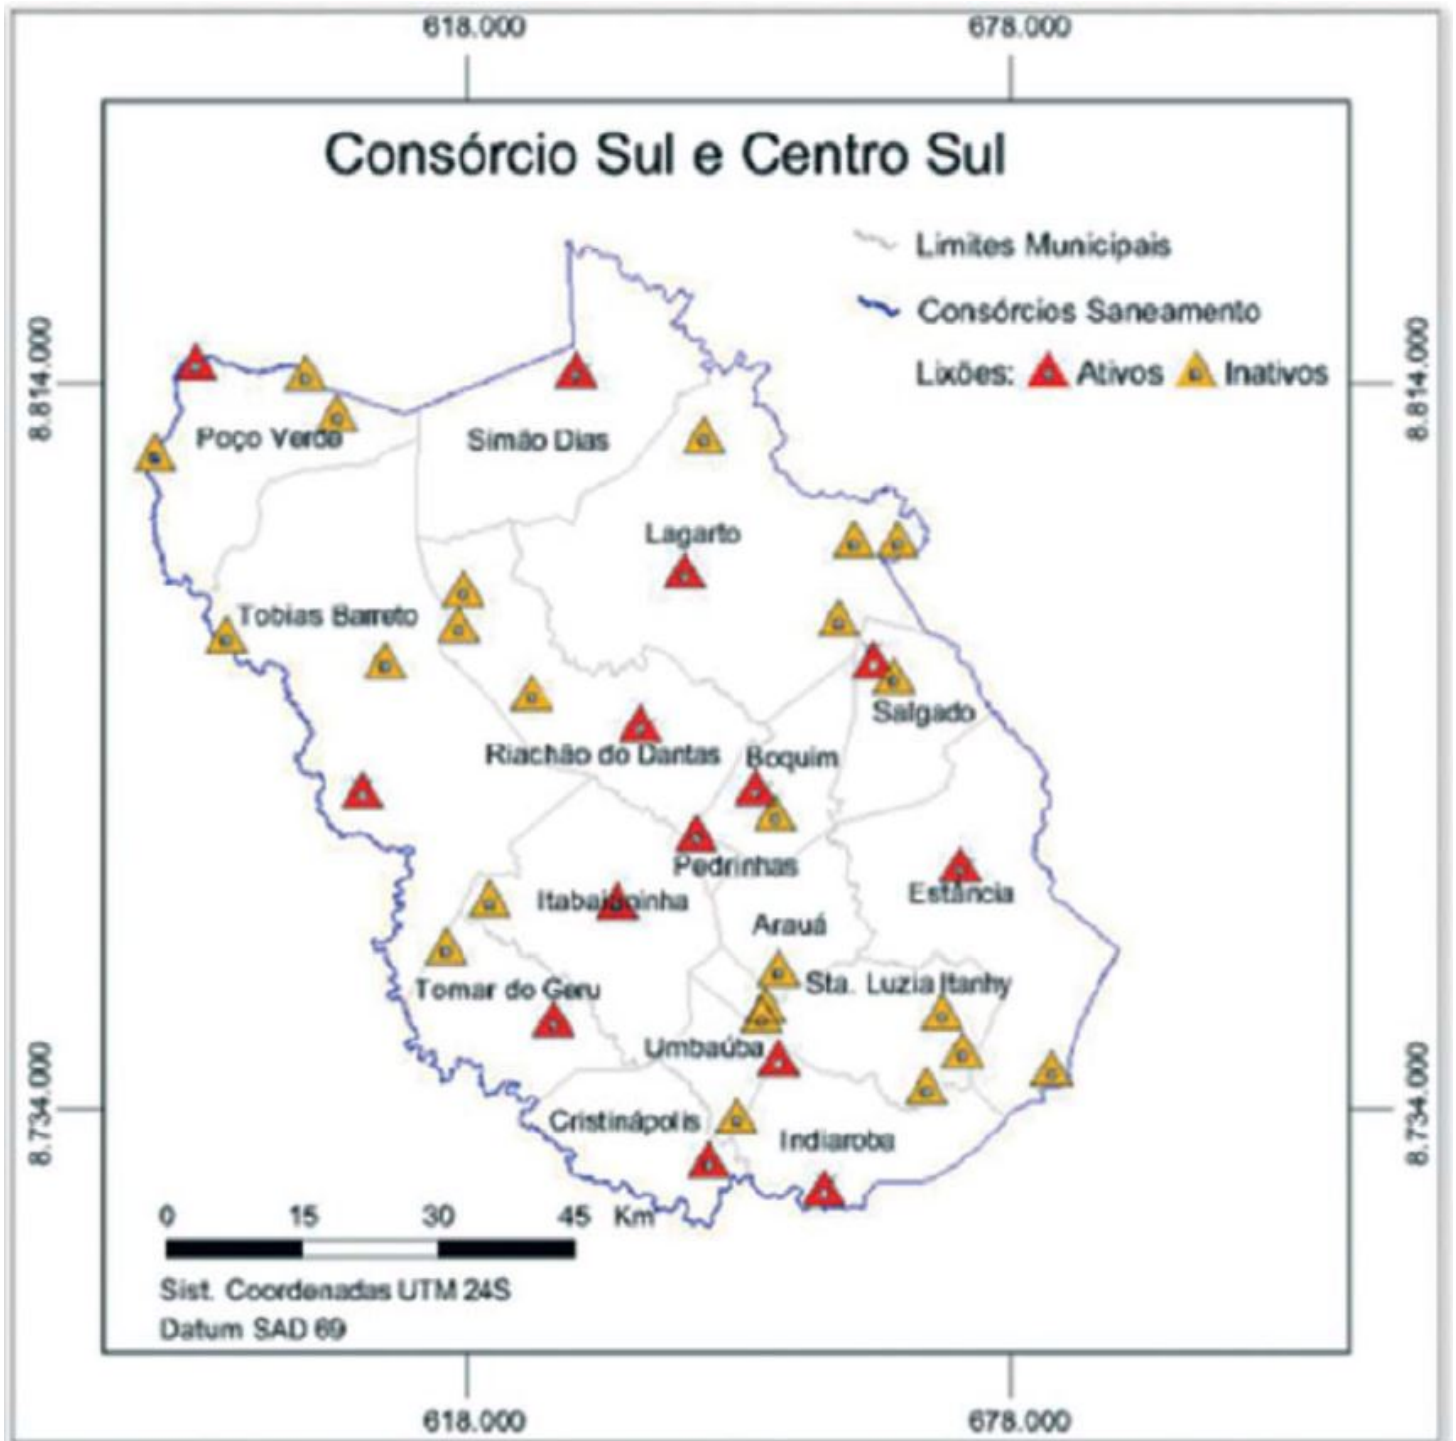 618.000 678.000
Consórcio Sul e Centro Sul
Limites Municipais
Consórcios Saneamento
Lixões: Ativos Inativos
8.814.000 8.814.000
Poço Verde
Simão Dias
Lagarto
Tobias Barreto
Salgado
Riachão do Dantas
Boquim
Pedrinhas
Estância
Itabaianinha
Arauá
Tomar do Geru
Sta. Luzia Itanhy
Umbaúba
8.734.000 8.734.000
Cristinápolis
Indiaroba
0 15 30 45 Km
Sist. Coordenadas UTM 24S
Datum SAD 69
618.000 678.000